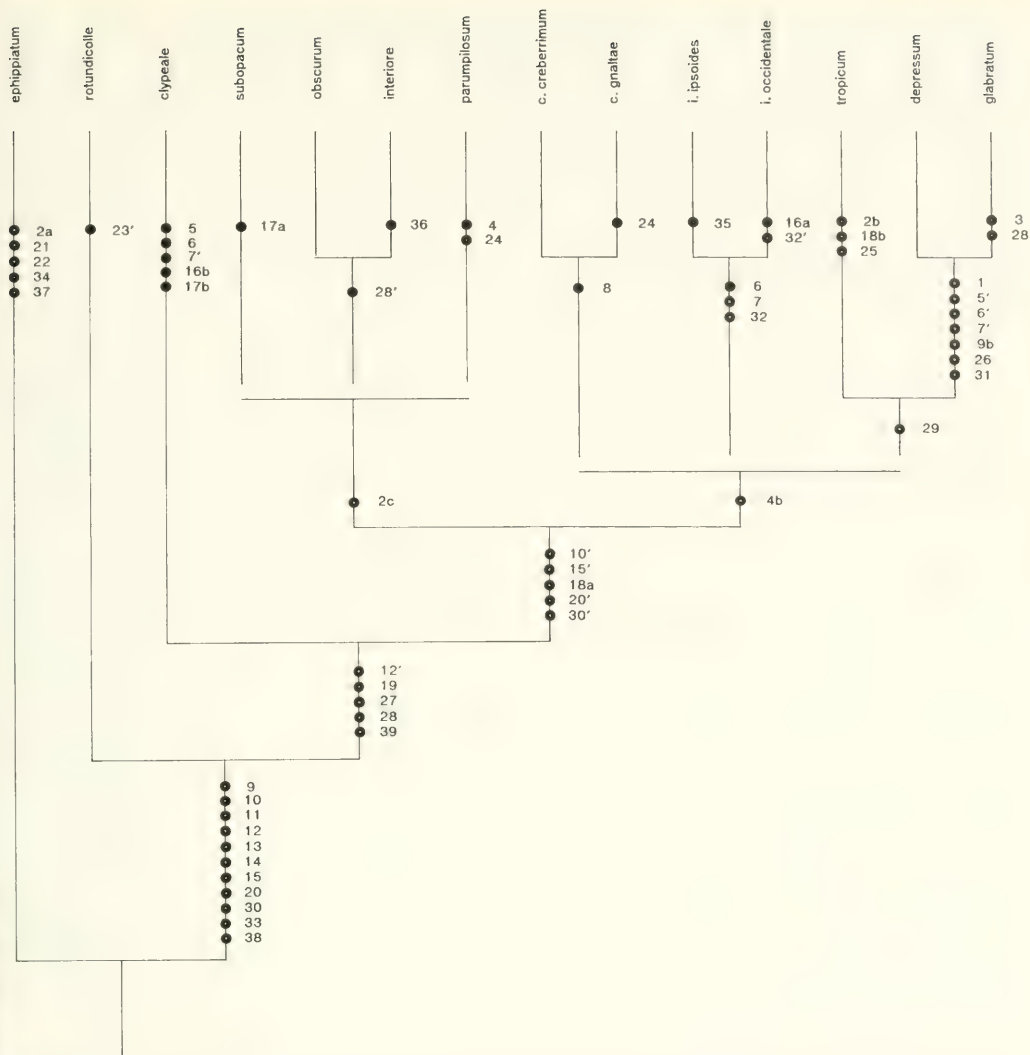 ephippiatum
rotundicolle
clypeale
subopacum
obscurum
interiore
parumpilosum
c. creberrimum
c. gnaltae
i. ipsoides
i. occidentale
tropicum
depressum
glabratum
2a
21
22
34
37
23'
5
6
7'
16b
17b
17a
36
28'
4
24
24
8
35
16a
32'
6
7
32
2b
18b
25
3
28
1
5'
6'
7'
9b
26
31
29
2c
4b
10'
15'
18a
20'
30'
12'
19
27
28
39
9
10
11
12
13
14
15
20
30
33
38